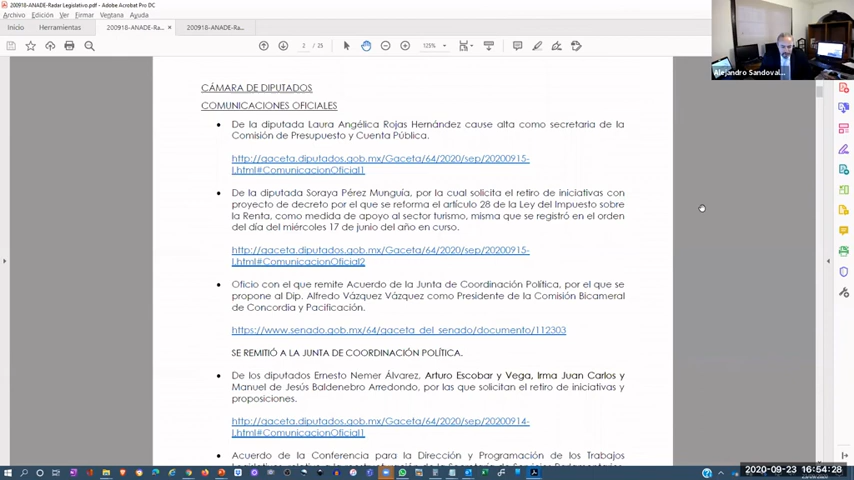 200918-ANADE-Radar Legislativo.pdf - Adobe Acrobat Pro DC
Archivo Edición Ver Firmar Ventana Ayuda
Inicio Herramientas 200918-ANADE-Ra... × 200918-ANADE-Ra...
2 / 25 125%
Alejandro Sandoval...
CÁMARA DE DIPUTADOS
COMUNICACIONES OFICIALES
• De la diputada Laura Angélica Rojas Hernández cause alta como secretaria de la
Comisión de Presupuesto y Cuenta Pública.
http://gaceta.diputados.gob.mx/Gaceta/64/2020/sep/20200915-
I.html#ComunicacionOficial1
• De la diputada Soraya Pérez Munguía, por la cual solicita el retiro de iniciativas con
proyecto de decreto por el que se reforma el artículo 28 de la Ley del Impuesto sobre
la Renta, como medida de apoyo al sector turismo, misma que se registró en el orden
del día del miércoles 17 de junio del año en curso.
http://gaceta.diputados.gob.mx/Gaceta/64/2020/sep/20200915-
I.html#ComunicacionOficial2
• Oficio con el que remite Acuerdo de la Junta de Coordinación Política, por el que se
propone al Dip. Alfredo Vázquez Vázquez como Presidente de la Comisión Bicameral
de Concordia y Pacificación.
https://www.senado.gob.mx/64/gaceta_del_senado/documento/112303
SE REMITIÓ A LA JUNTA DE COORDINACIÓN POLÍTICA.
• De los diputados Ernesto Nemer Álvarez, Arturo Escobar y Vega, Irma Juan Carlos y
Manuel de Jesús Baldenebro Arredondo, por las que solicitan el retiro de iniciativas y
proposiciones.
http://gaceta.diputados.gob.mx/Gaceta/64/2020/sep/20200914-
I.html#ComunicacionOficial1
• Acuerdo de la Conferencia para la Dirección y Programación de los Trabajos
2020-09-23 16:54:28